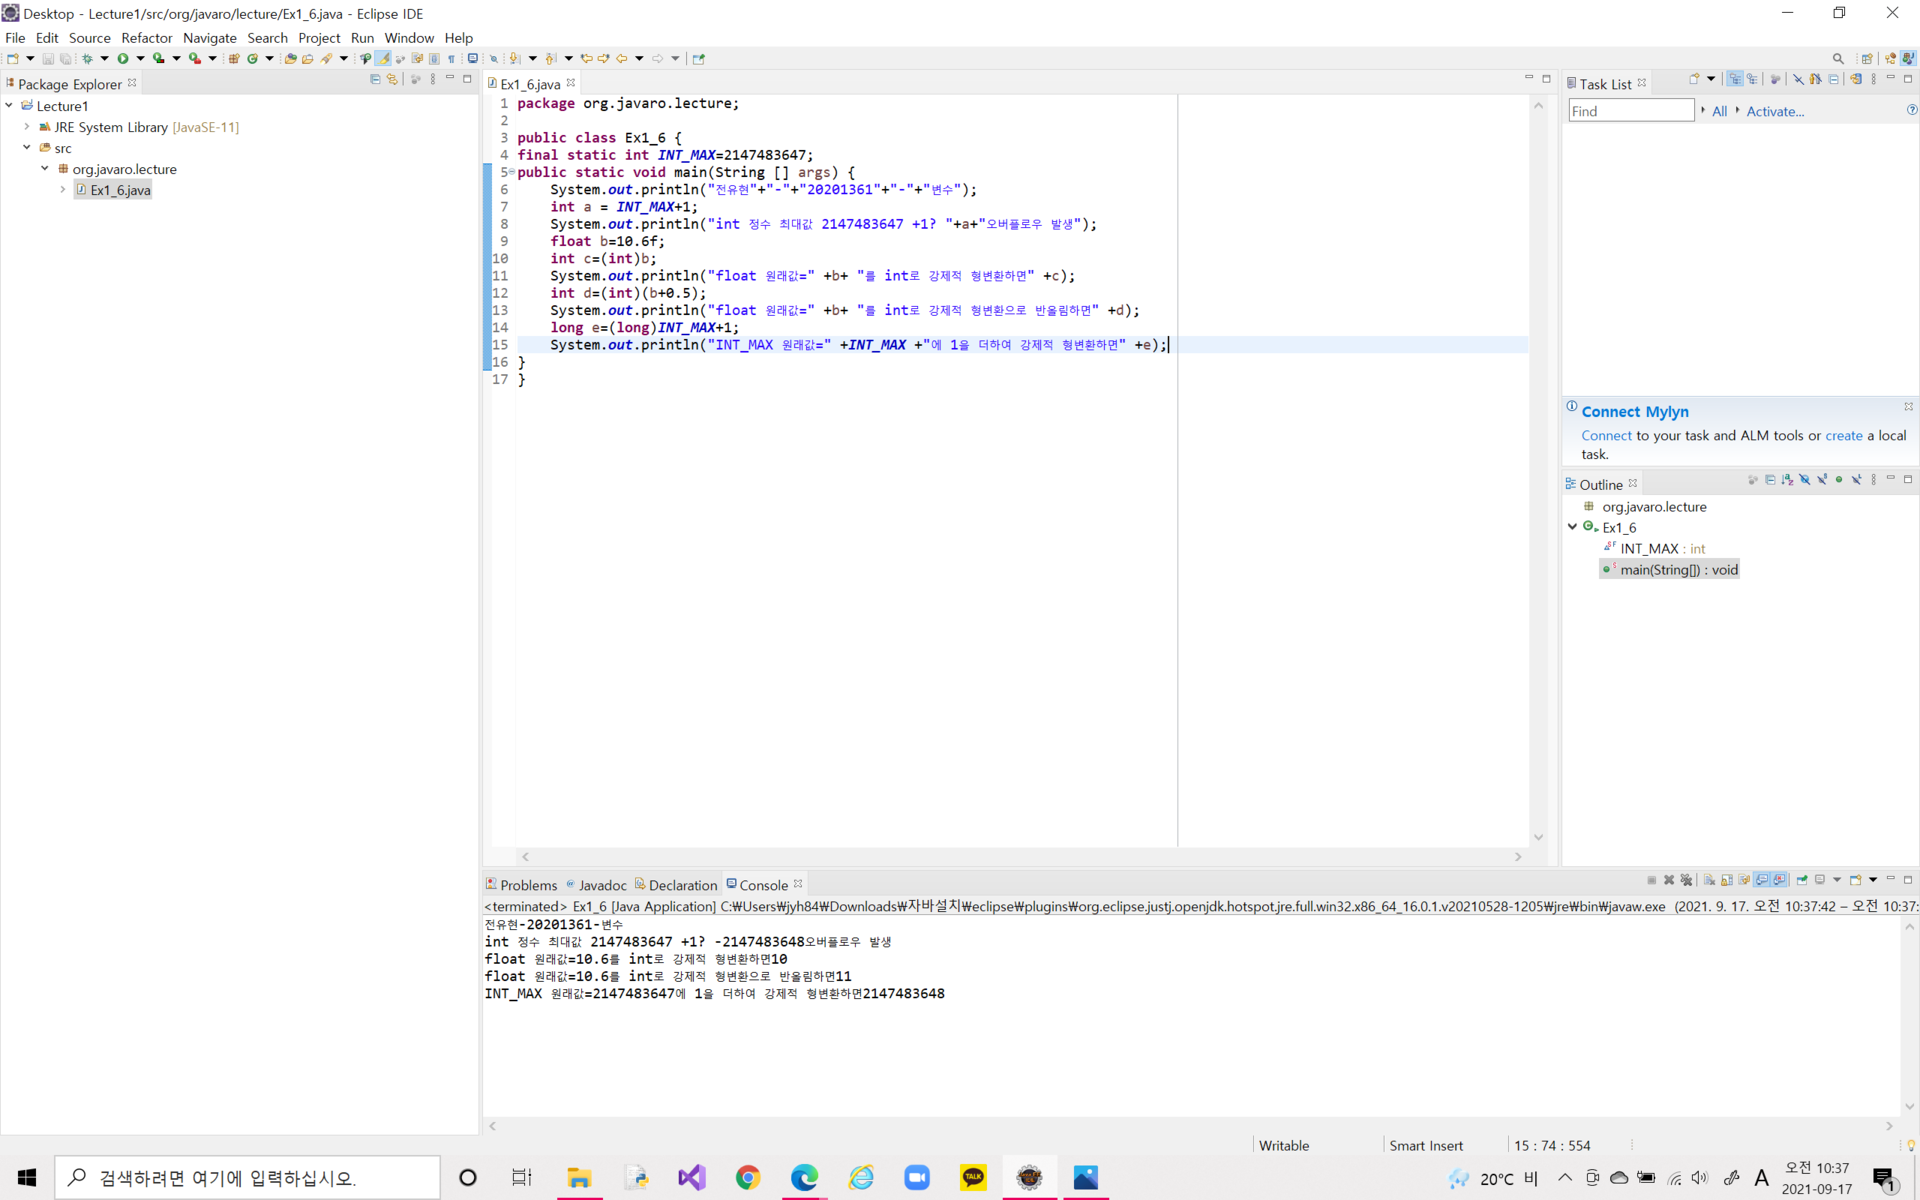 Desktop - Lecture1/src/org/javaro/lecture/Ex1_6.java - Eclipse IDE
File Edit Source Refactor Navigate Search Project Run Window Help
Package Explorer
Lecture1
JRE System Library [JavaSE-11]
src
org.javaro.lecture
Ex1_6.java
Ex1_6.java
1 package org.javaro.lecture;
2
3 public class Ex1_6 {
4 final static int INT_MAX=2147483647;
5 public static void main(String [] args) {
6 System.out.println("전유현"+"-"+"20201361"+"-"+"변수");
7 int a = INT_MAX+1;
8 System.out.println("int 정수 최대값 2147483647 +1? "+a+"오버플로우 발생");
9 float b=10.6f;
10 int c=(int)b;
11 System.out.println("float 원래값=" +b+ "를 int로 강제적 형변환하면" +c);
12 int d=(int)(b+0.5);
13 System.out.println("float 원래값=" +b+ "를 int로 강제적 형변환으로 반올림하면" +d);
14 long e=(long)INT_MAX+1;
15 System.out.println("INT_MAX 원래값=" +INT_MAX +"에 1을 더하여 강제적 형변환하면" +e);
16 }
17 }
Task List
Find All Activate...
Connect Mylyn
Connect to your task and ALM tools or create a local
task.
Outline
org.javaro.lecture
Ex1_6
INT_MAX : int
main(String[]) : void
Problems Javadoc Declaration Console
<terminated> Ex1_6 [Java Application] C:₩Users₩jyh84₩Downloads₩자바설치₩eclipse₩plugins₩org.eclipse.justj.openjdk.hotspot.jre.full.win32.x86_64_16.0.1.v20210528-1205₩jre₩bin₩javaw.exe (2021. 9. 17. 오전 10:37:42 – 오전 10:37:
전유현-20201361-변수
int 정수 최대값 2147483647 +1? -2147483648오버플로우 발생
float 원래값=10.6를 int로 강제적 형변환하면10
float 원래값=10.6를 int로 강제적 형변환으로 반올림하면11
INT_MAX 원래값=2147483647에 1을 더하여 강제적 형변환하면2147483648
Writable Smart Insert 15 : 74 : 554
검색하려면 여기에 입력하십시오.
TALK
20°C 비
A
오전 10:37
2021-09-17
1